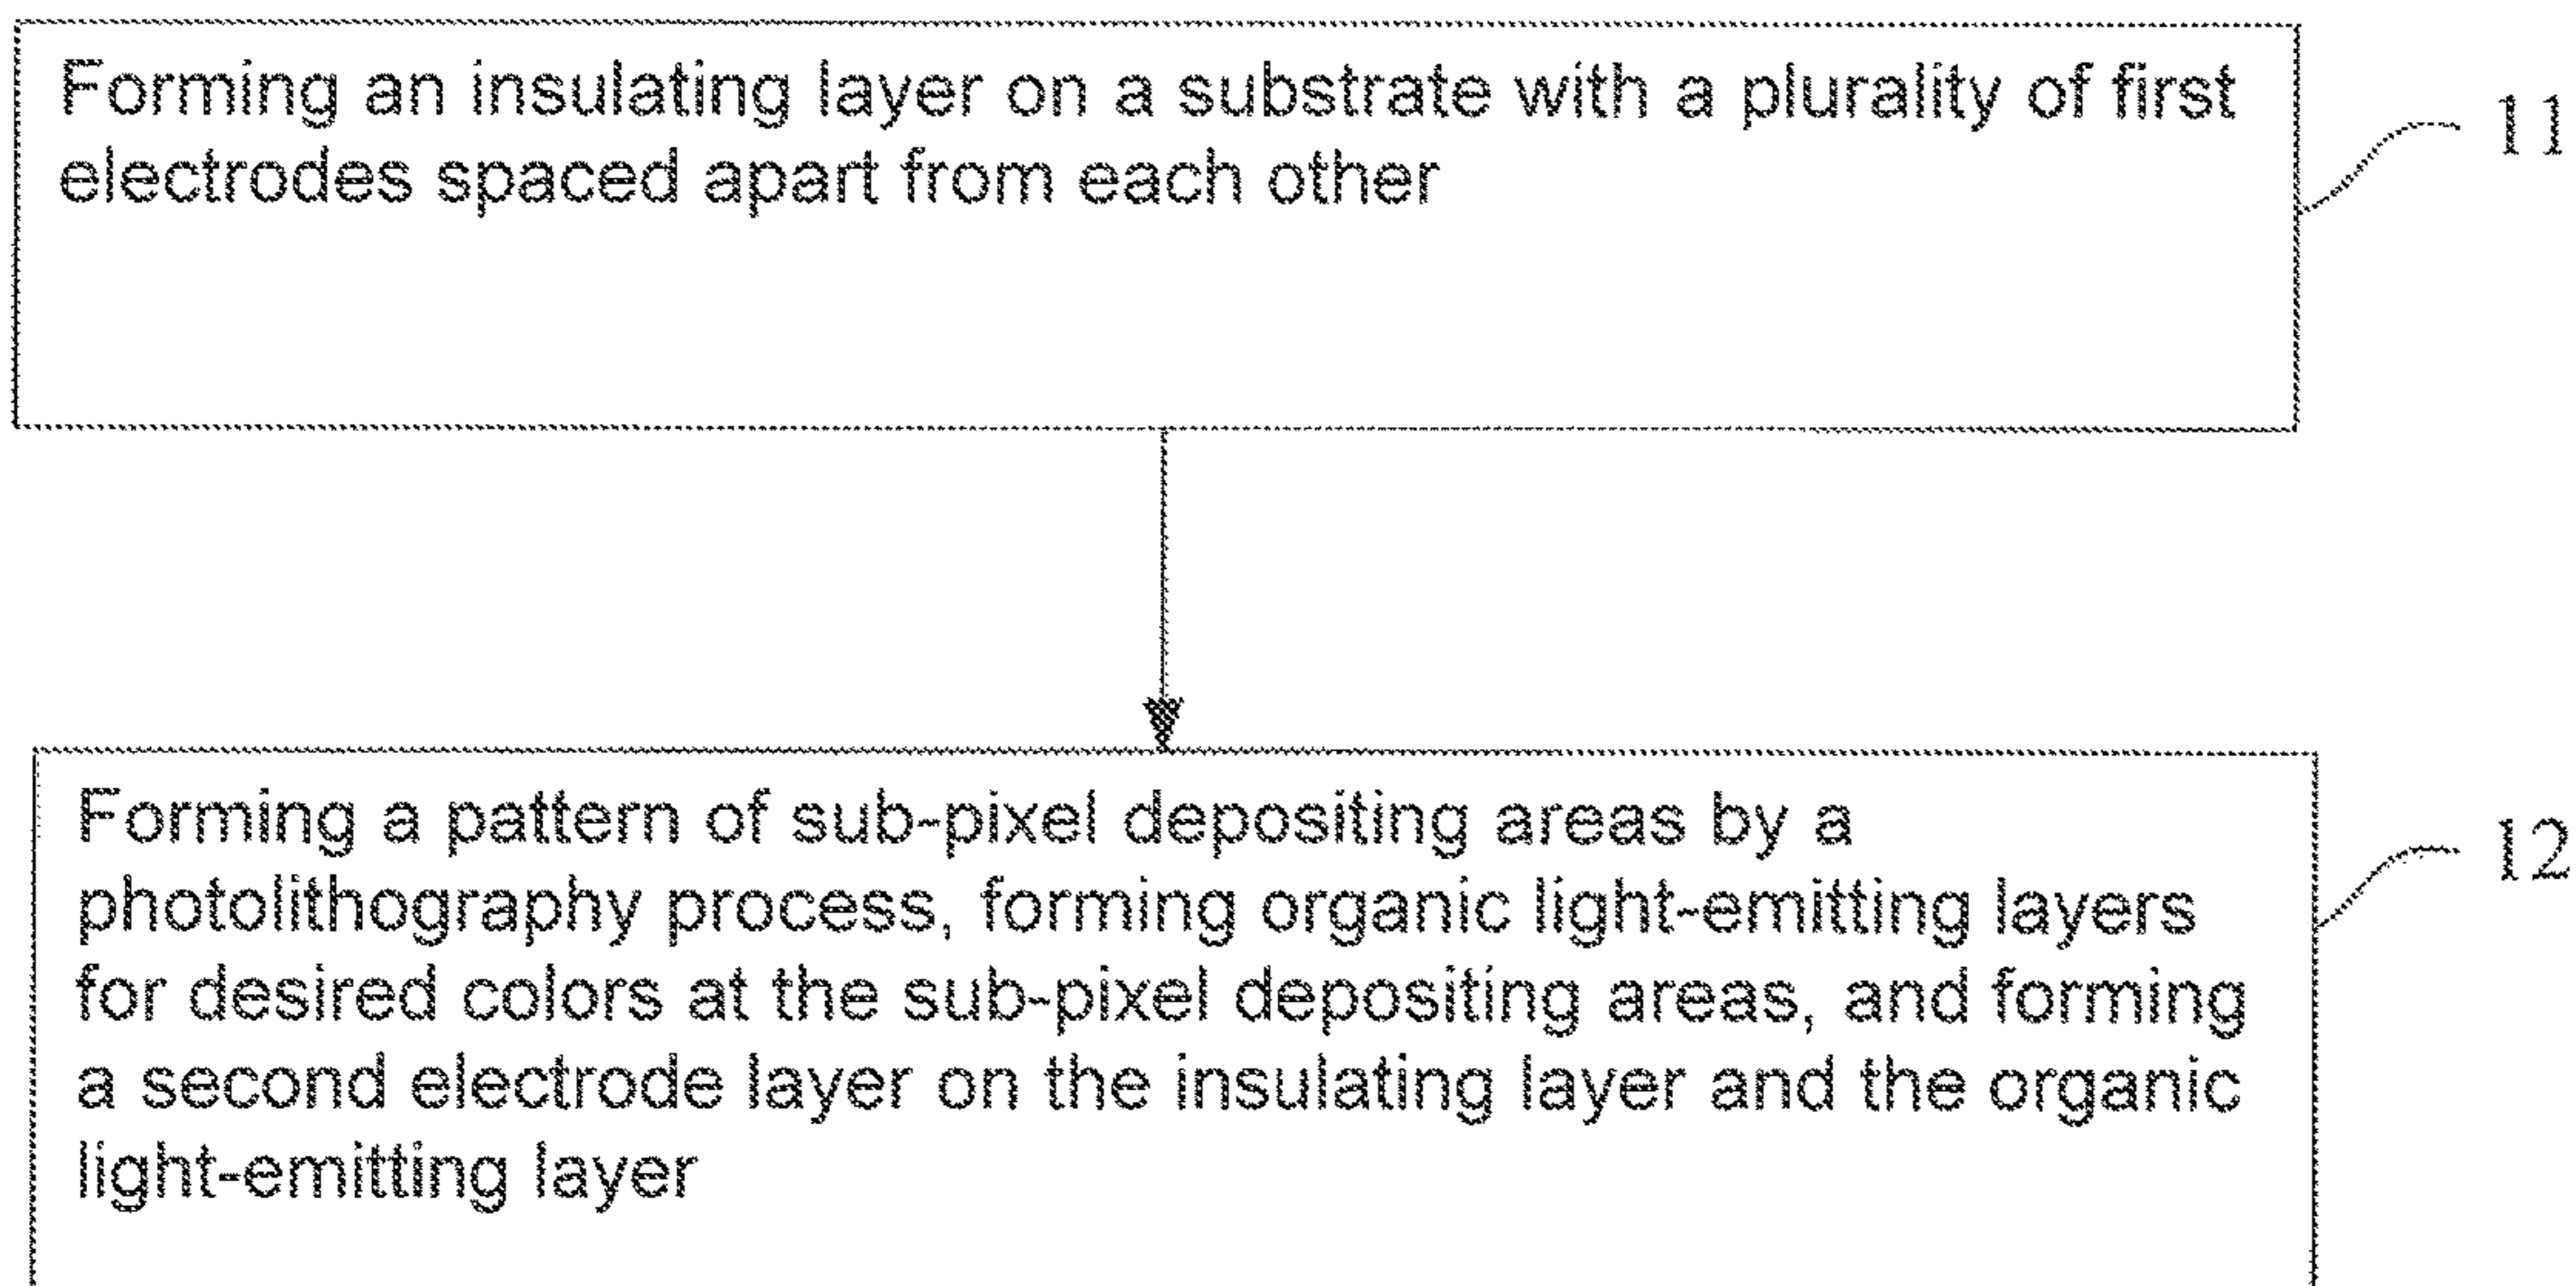 Forming an insulating layer on a substrate with a plurality of first
electrodes spaced apart from each other
11
Forming a pattern of sub-pixel depositing areas by a
photolithography process, forming organic light-emitting layers
for desired colors at the sub-pixel depositing areas, and forming
a second electrode layer on the insulating layer and the organic
light-emitting layer
12